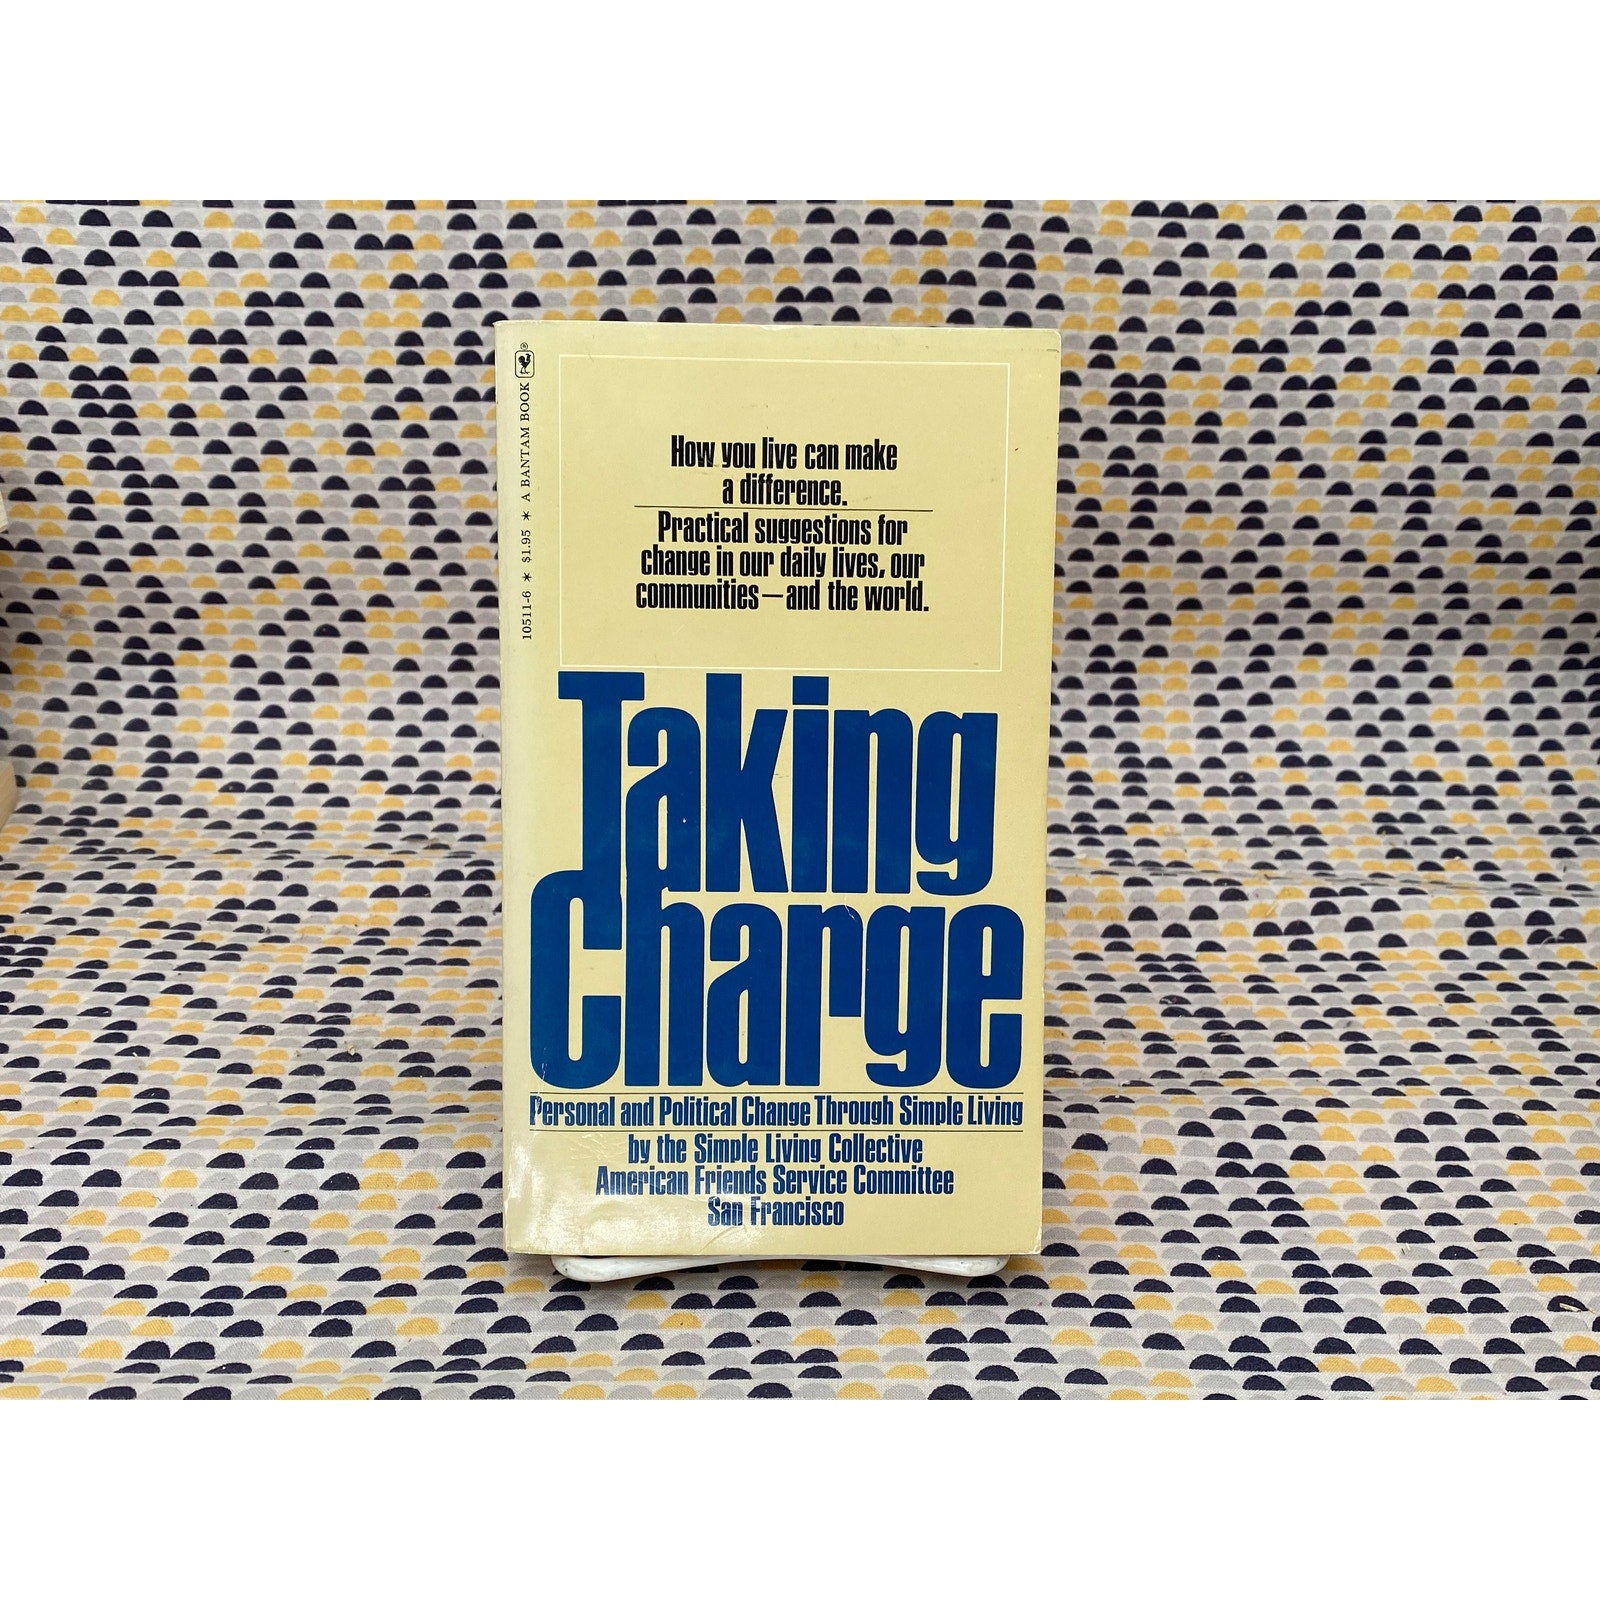 10511-6 * $1.95 * A BANTAM BOOK ®
How you live can make
a difference.
Practical suggestions for
change in our daily lives, our
communities—and the world.
Taking
Charge
Personal and Political Change Through Simple Living
by the Simple Living Collective
American Friends Service Committee
San Francisco